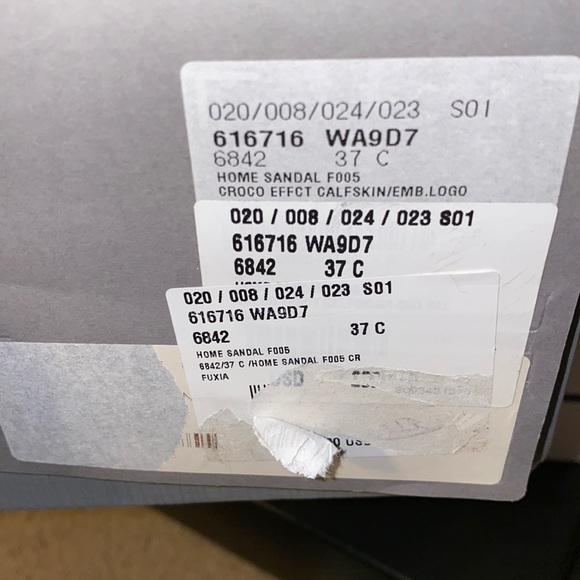 020/008/024/023 S01
616716 WA9D7
6842 37 C
HOME SANDAL F005
CROCO EFFCT CALFSKIN/EMB.LOGO
020 / 008 / 024 / 023 S01
616716 WA9D7
6842 37 C
020 / 008 / 024 / 023 S01
616716 WA9D7
6842 37 C
HOME SANDAL F005
6842/37 C /HOME SANDAL F005 CR
FUXIA
USD